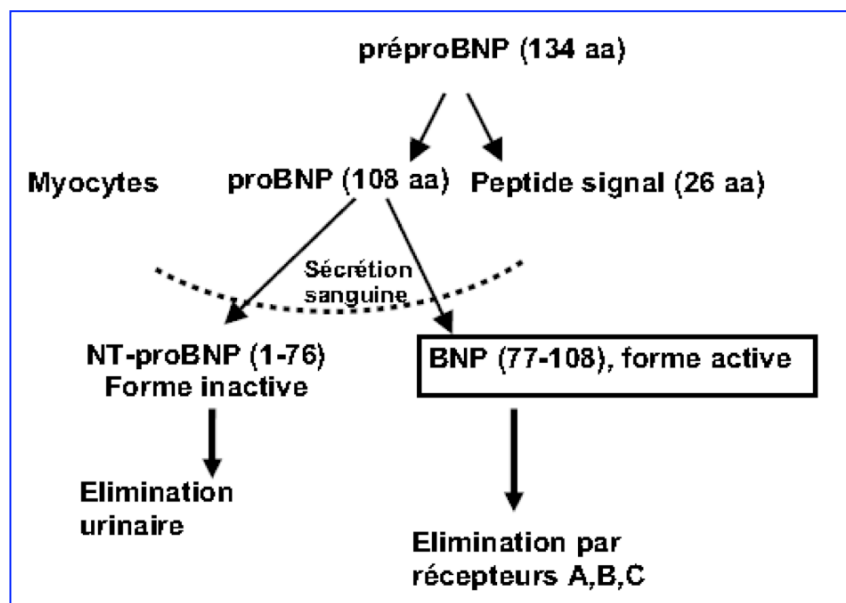 préproBNP (134 aa)
Myocytes
proBNP (108 aa)
Peptide signal (26 aa)
Sécrétion
sanguine
NT-proBNP (1-76)
Forme inactive
BNP (77-108), forme active
Elimination
urinaire
Elimination par
récepteurs A,B,C